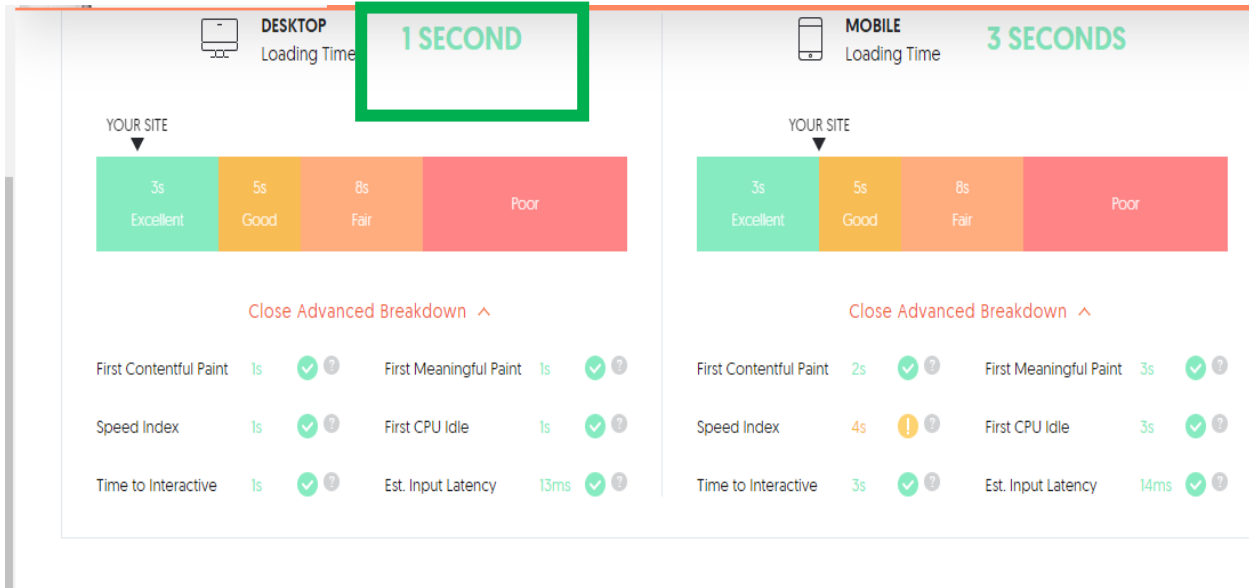 DESKTOP
Loading Time
1 SECOND
YOUR SITE
3s
Excellent
5s
Good
8s
Fair
Poor
Close Advanced Breakdown
First Contentful Paint 1s ? First Meaningful Paint 1s ?
Speed Index 1s ? First CPU Idle 1s ?
Time to Interactive 1s ? Est. Input Latency 13ms ?
MOBILE
Loading Time
3 SECONDS
YOUR SITE
3s
Excellent
5s
Good
8s
Fair
Poor
Close Advanced Breakdown
First Contentful Paint 2s ? First Meaningful Paint 3s ?
Speed Index 4s ! ? First CPU Idle 3s ?
Time to Interactive 3s ? Est. Input Latency 14ms ?